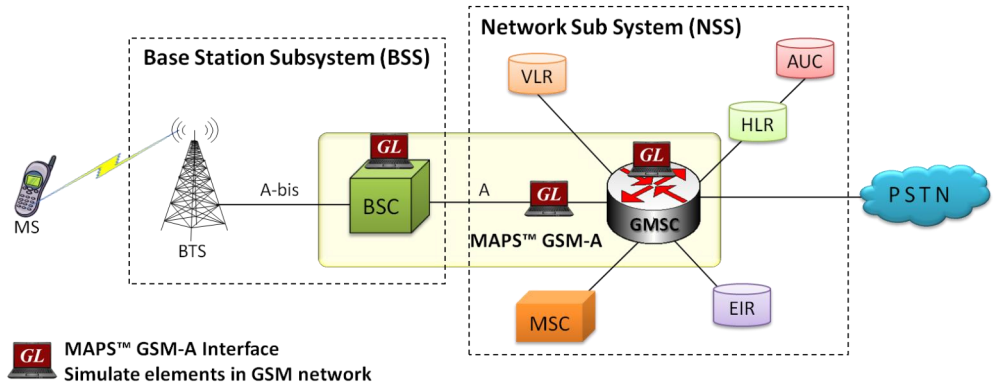 Network Sub System (NSS)
Base Station Subsystem (BSS)
VLR
AUC
HLR
GL
GL
MS
BTS
A-bis
BSC
A
GL
MAPS™ GSM-A
GMSC
PSTN
MSC
EIR
GL
MAPS™ GSM-A Interface
Simulate elements in GSM network